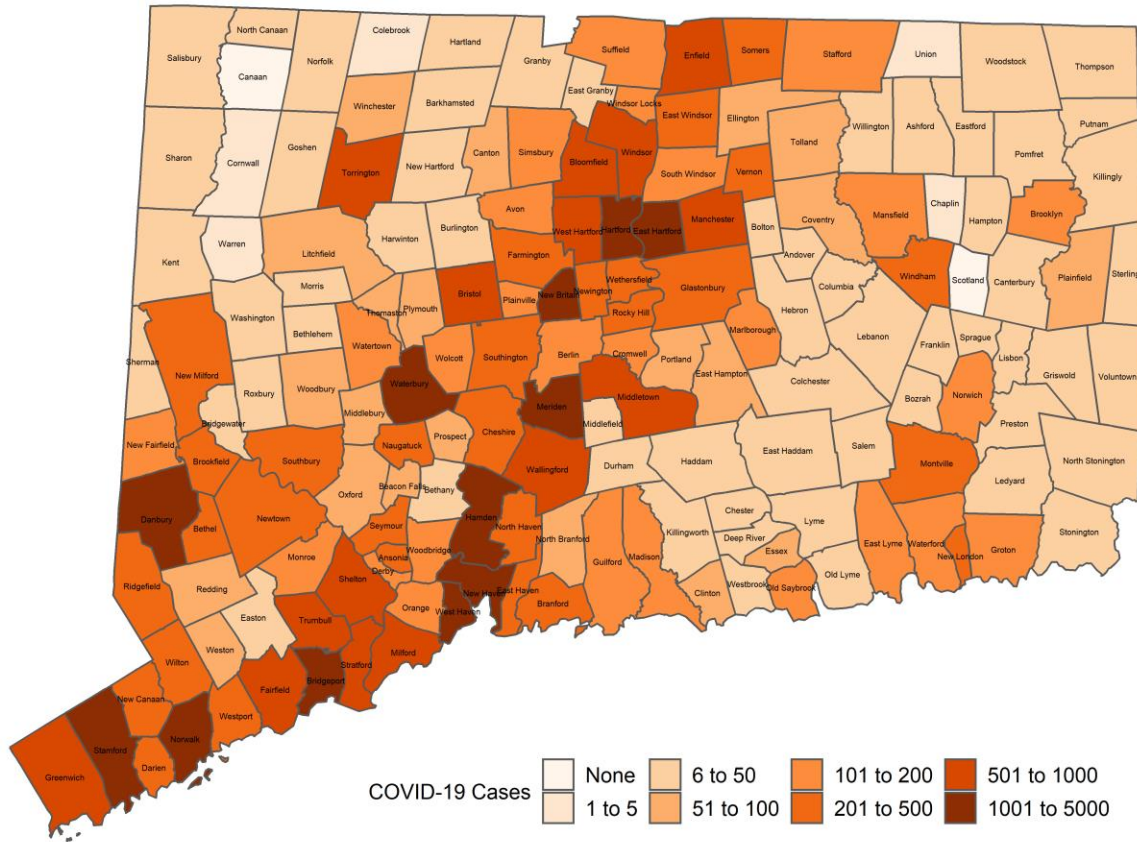 North Canaan
Colebrook
Hartland
Suffield
Enfield
Somers
Stafford
Union
Salisbury
Canaan
Norfolk
Granby
Woodstock
Thompson
East Granby
Winchester
Barkhamsted
Windsor Locks
East Windsor
Ellington
Willington
Ashford
Eastford
Putnam
Sharon
Cornwall
Goshen
Torrington
New Hartford
Canton
Simsbury
Bloomfield
Windsor
South Windsor
Vernon
Tolland
Pomfret
Killingly
Kent
Warren
Litchfield
Harwinton
Burlington
Avon
Farmington
West Hartford
Hartford
East Hartford
Manchester
Bolton
Coventry
Mansfield
Chaplin
Hampton
Brooklyn
Andover
Windham
Scotland
Canterbury
Plainfield
Sterling
Morris
Washington
Bethlehem
Thomaston
Plymouth
Bristol
Plainville
New Britain
Newington
Wethersfield
Rocky Hill
Glastonbury
Marlborough
Hebron
Columbia
Lebanon
Franklin
Sprague
Lisbon
Griswold
Voluntown
Sherman
New Milford
Roxbury
Woodbury
Watertown
Waterbury
Wolcott
Southington
Berlin
Cromwell
Portland
East Hampton
Colchester
Bozrah
Norwich
Preston
Bridgewater
New Fairfield
Brookfield
Southbury
Middlebury
Naugatuck
Prospect
Cheshire
Meriden
Middletown
Middlefield
Wallingford
Durham
Haddam
East Haddam
Salem
Montville
Ledyard
North Stonington
Danbury
Bethel
Newtown
Oxford
Beacon Falls
Bethany
Hamden
North Haven
North Branford
Guilford
Madison
Killingworth
Chester
Deep River
Essex
Lyme
East Lyme
Waterford
New London
Groton
Stonington
Ridgefield
Redding
Monroe
Seymour
Ansonia
Derby
Woodbridge
Orange
New Haven
West Haven
East Haven
Branford
Clinton
Westbrook
Old Saybrook
Old Lyme
Wilton
Weston
Easton
Trumbull
Shelton
Stratford
Milford
New Canaan
Westport
Fairfield
Bridgeport
Greenwich
Stamford
Darien
Norwalk
COVID-19 Cases
None
1 to 5
6 to 50
51 to 100
101 to 200
201 to 500
501 to 1000
1001 to 5000